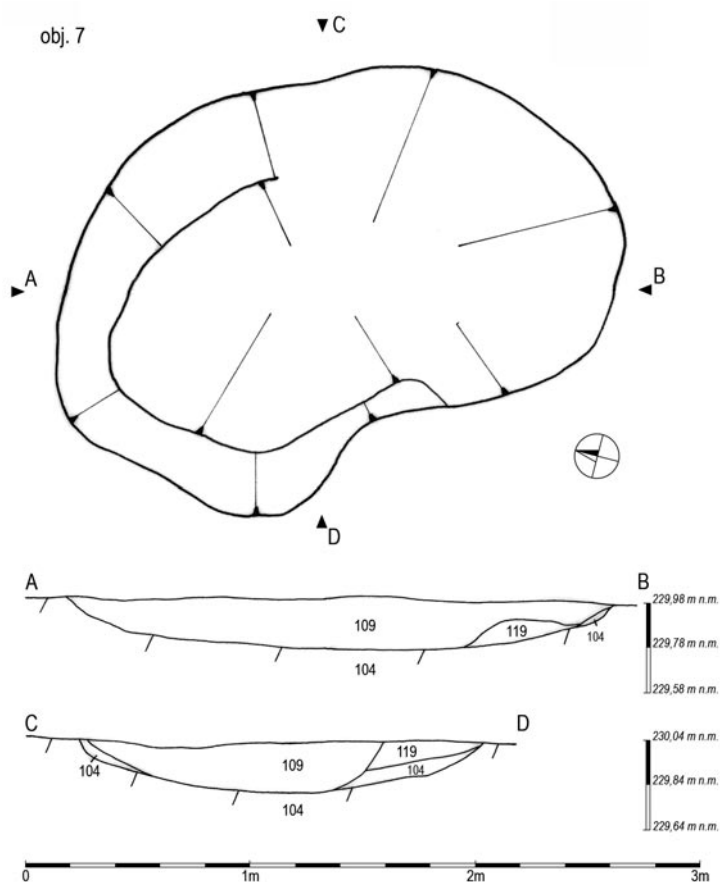 obj. 7
C
A
B
D
A B
229,98 m n.m.
109
119
104
229,78 m n.m.
104
229,58 m n.m.
C D
230,04 m n.m.
119
109
104
104
229,84 m n.m.
104
229,64 m n.m.
0 1m 2m 3m